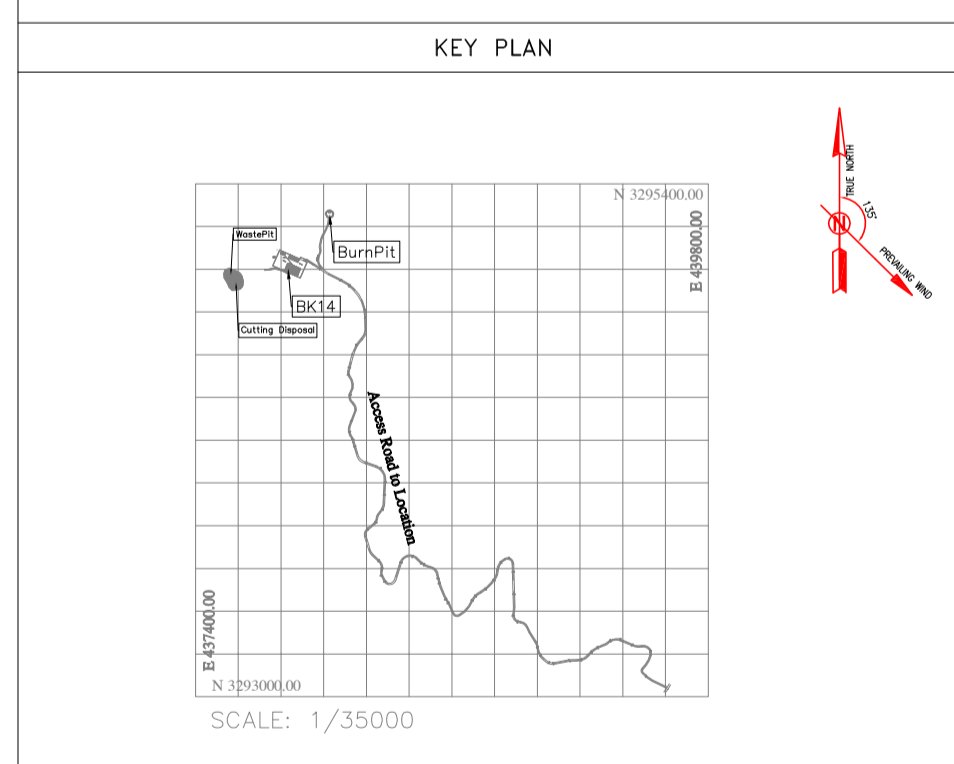 KEY PLAN
N 3295400.00
E 439800.00
WastePit
BurnPit
BK14
Cutting Disposal
Access Road to Location
E 437400.00
N 3293000.00
SCALE: 1/35000
TRUE NORTH
135°
N
PREVAILING WIND